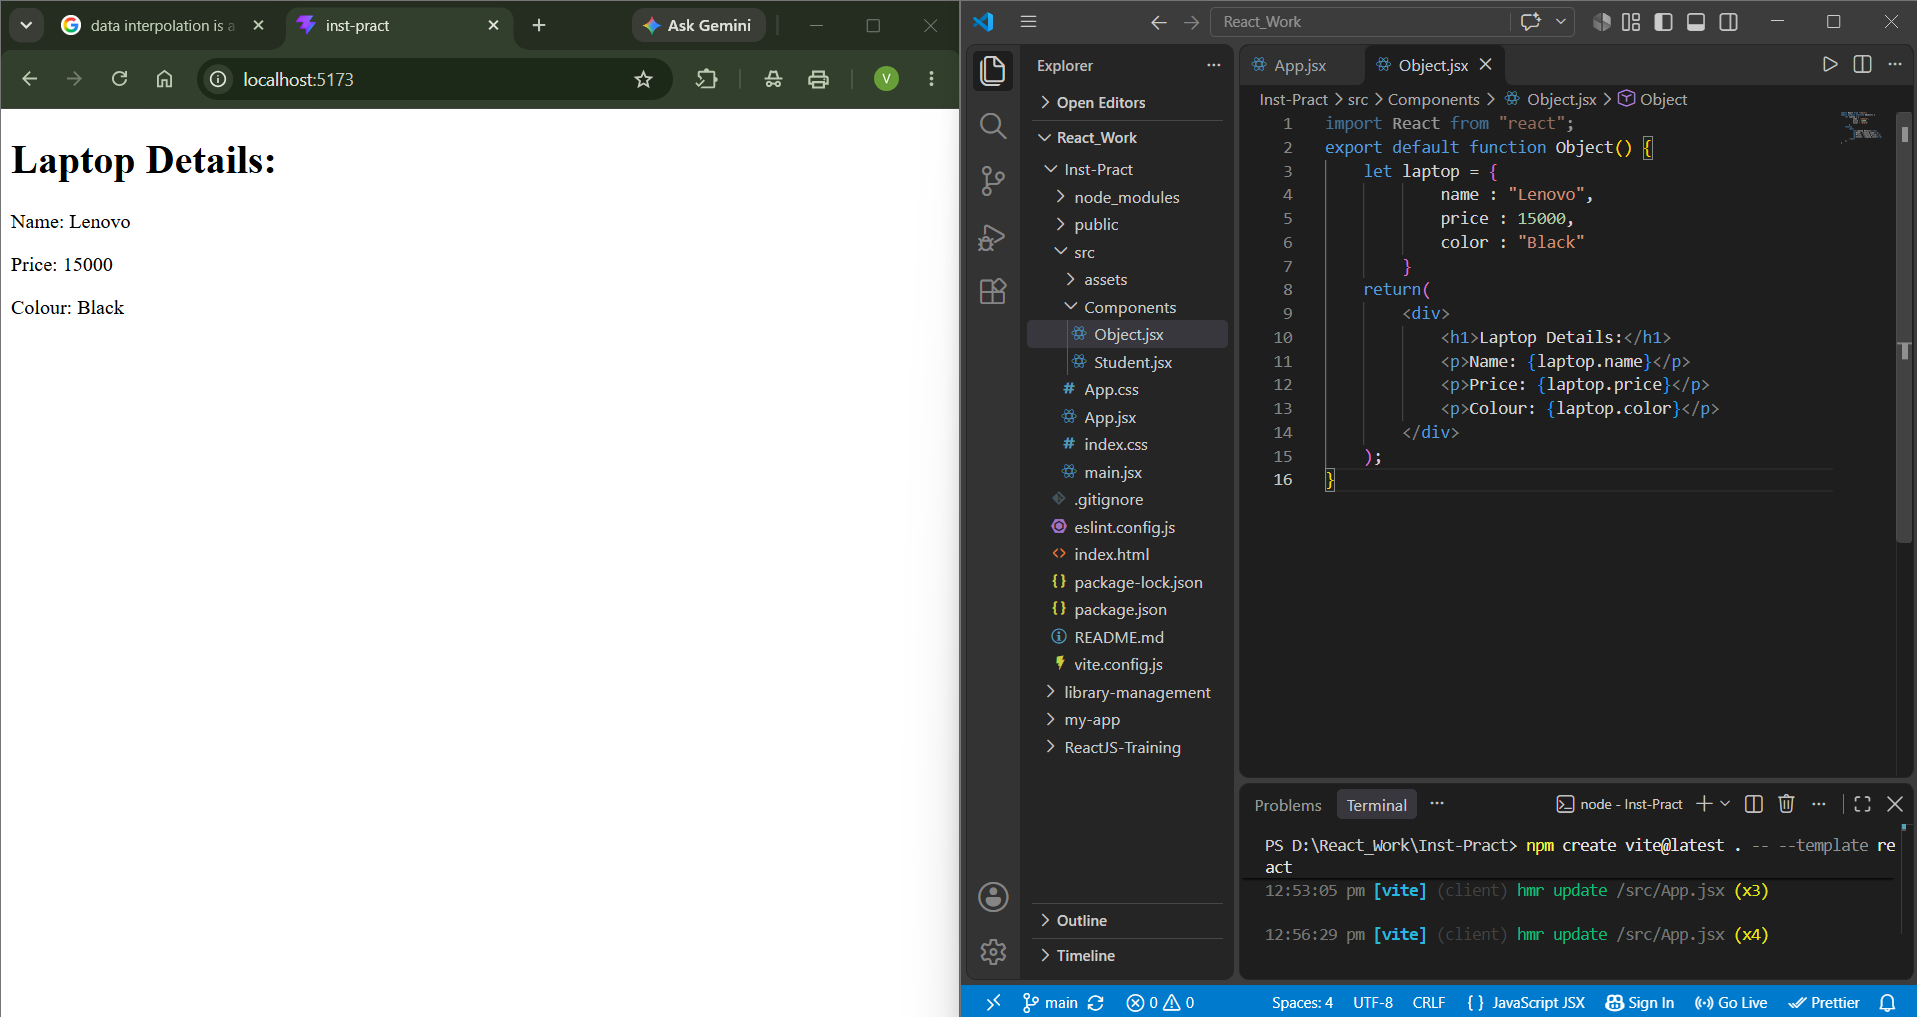 data interpolation is a
inst-pract
Ask Gemini
localhost:5173
V
Laptop Details:
Name: Lenovo
Price: 15000
Colour: Black
React_Work
Explorer
Open Editors
React_Work
Inst-Pract
node_modules
public
src
assets
Components
Object.jsx
Student.jsx
# App.css
App.jsx
# index.css
main.jsx
.gitignore
eslint.config.js
<> index.html
{} package-lock.json
{} package.json
README.md
vite.config.js
library-management
my-app
ReactJS-Training
Outline
Timeline
App.jsx
Object.jsx
Inst-Pract > src > Components > Object.jsx > Object
1 import React from "react";
2 export default function Object() {
3 let laptop = {
4 name : "Lenovo",
5 price : 15000,
6 color : "Black"
7 }
8 return(
9 <div>
10 <h1>Laptop Details:</h1>
11 <p>Name: {laptop.name}</p>
12 <p>Price: {laptop.price}</p>
13 <p>Colour: {laptop.color}</p>
14 </div>
15 );
16 }
Problems Terminal
node - Inst-Pract
PS D:\React_Work\Inst-Pract> npm create vite@latest . -- --template re
act
12:53:05 pm [vite] (client) hmr update /src/App.jsx (x3)
12:56:29 pm [vite] (client) hmr update /src/App.jsx (x4)
main 0 0 Spaces: 4 UTF-8 CRLF {} JavaScript JSX Sign In Go Live Prettier